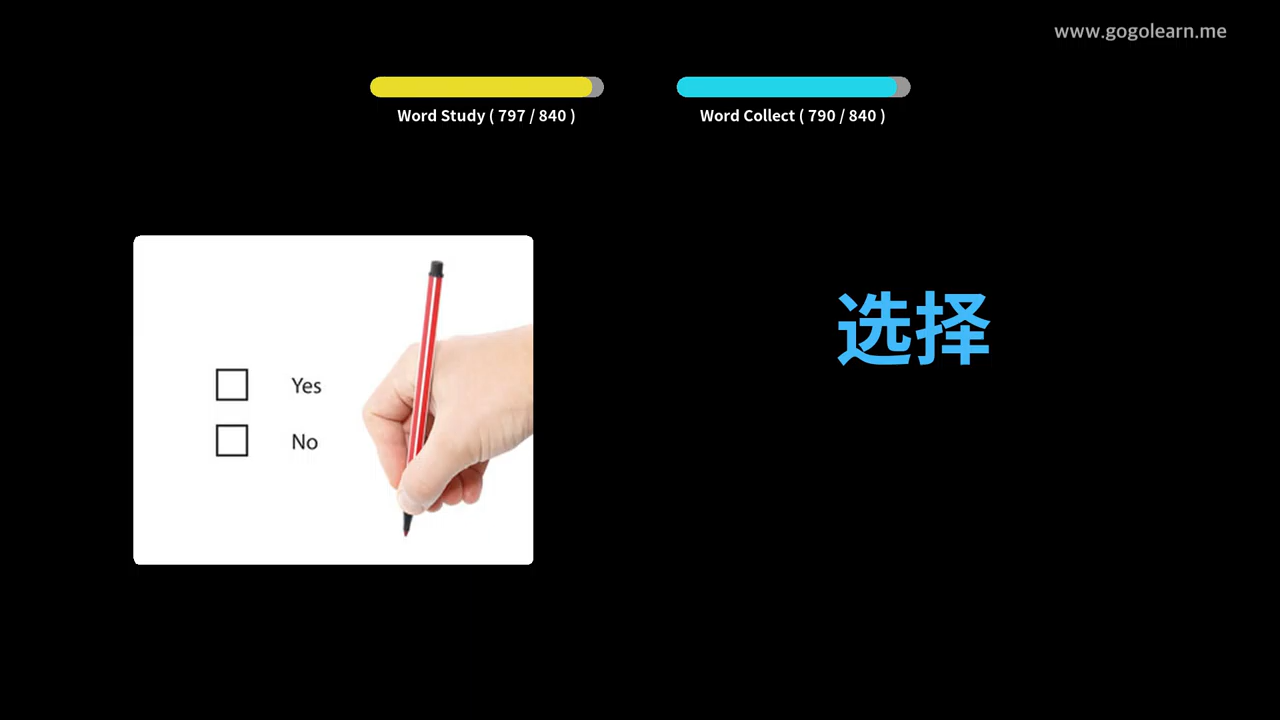 www.gogolearn.me
Word Study ( 797 / 840 )
Word Collect ( 790 / 840 )
选择
Yes
No